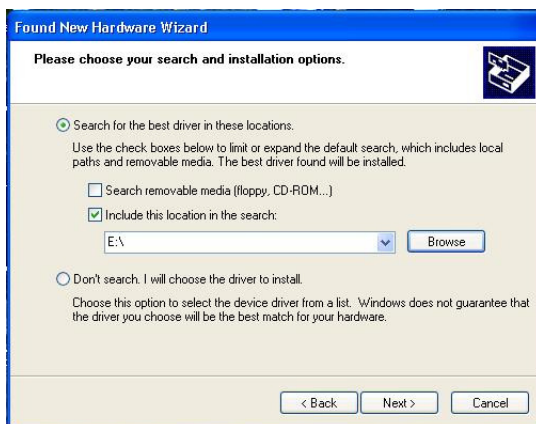 Found New Hardware Wizard
Please choose your search and installation options.
Search for the best driver in these locations.
Use the check boxes below to limit or expand the default search, which includes local
paths and removable media. The best driver found will be installed.
Search removable media (floppy, CD-ROM...)
Include this location in the search:
E:\
Browse
Don't search. I will choose the driver to install.
Choose this option to select the device driver from a list. Windows does not guarantee that
the driver you choose will be the best match for your hardware.
< Back
Next >
Cancel